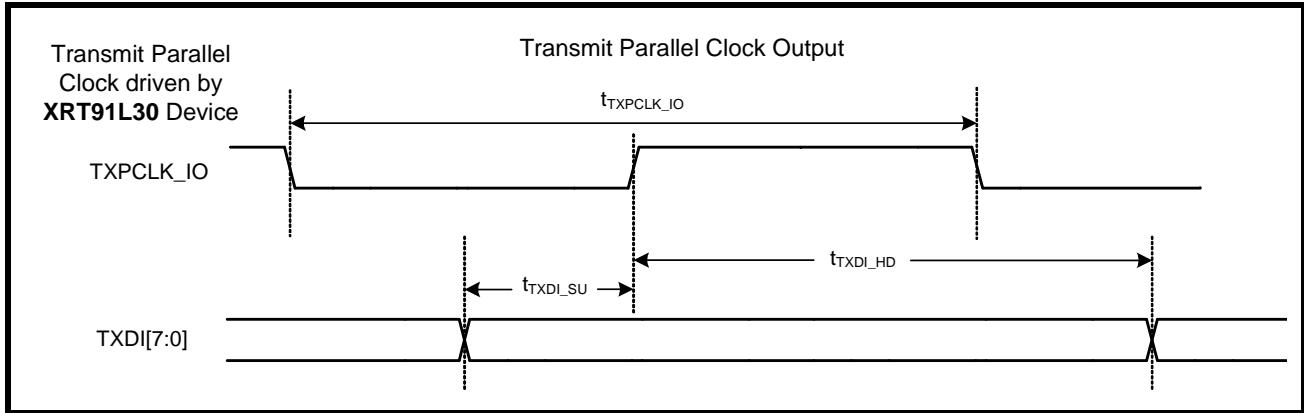 Transmit Parallel
Clock driven by
XRT91L30 Device
Transmit Parallel Clock Output
tTXPCLK_IO
TXPCLK_IO
tTXDI_HD
tTXDI_SU
TXDI[7:0]